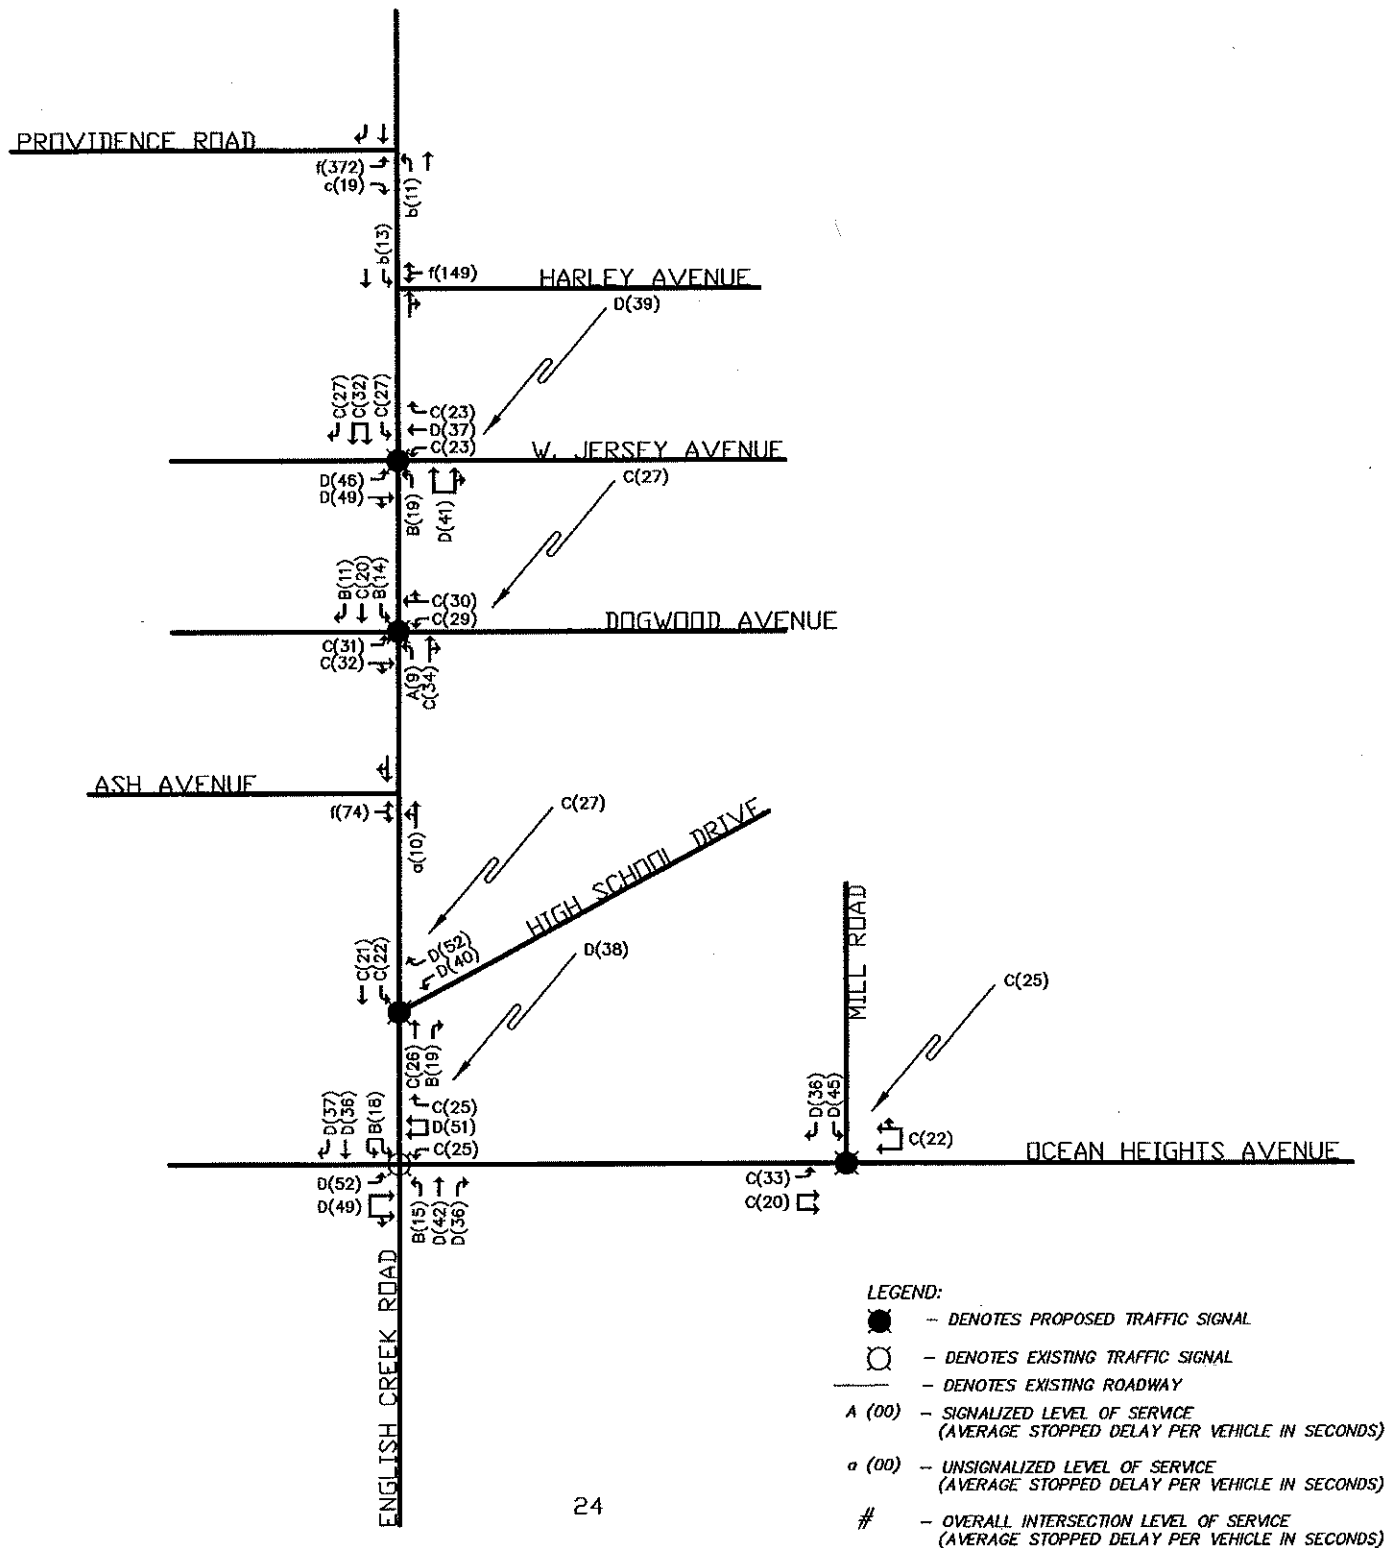 PROVIDENCE ROAD
f(372)
c(19)
b(11)
b(13)
f(149)
HARLEY AVENUE
D(39)
C(27)
C(32)
C(27)
C(23)
D(37)
C(23)
W. JERSEY AVENUE
D(46)
D(49)
B(19)
D(41)
C(27)
B(11)
C(20)
B(14)
C(30)
C(29)
DOGWOOD AVENUE
C(31)
C(32)
A(9)
C(34)
ASH AVENUE
f(74)
a(10)
C(27)
HIGH SCHOOL DRIVE
D(52)
D(40)
C(21)
C(22)
D(38)
C(26)
B(19)
MILL ROAD
C(25)
D(37)
D(36)
B(18)
C(25)
D(51)
C(25)
D(36)
D(45)
C(22)
OCEAN HEIGHTS AVENUE
D(52)
D(49)
B(15)
D(42)
D(36)
C(33)
C(20)
ENGLISH CREEK ROAD
LEGEND:
- DENOTES PROPOSED TRAFFIC SIGNAL
- DENOTES EXISTING TRAFFIC SIGNAL
- DENOTES EXISTING ROADWAY
A (00) - SIGNALIZED LEVEL OF SERVICE
(AVERAGE STOPPED DELAY PER VEHICLE IN SECONDS)
a (00) - UNSIGNALIZED LEVEL OF SERVICE
(AVERAGE STOPPED DELAY PER VEHICLE IN SECONDS)
# - OVERALL INTERSECTION LEVEL OF SERVICE
(AVERAGE STOPPED DELAY PER VEHICLE IN SECONDS)
24